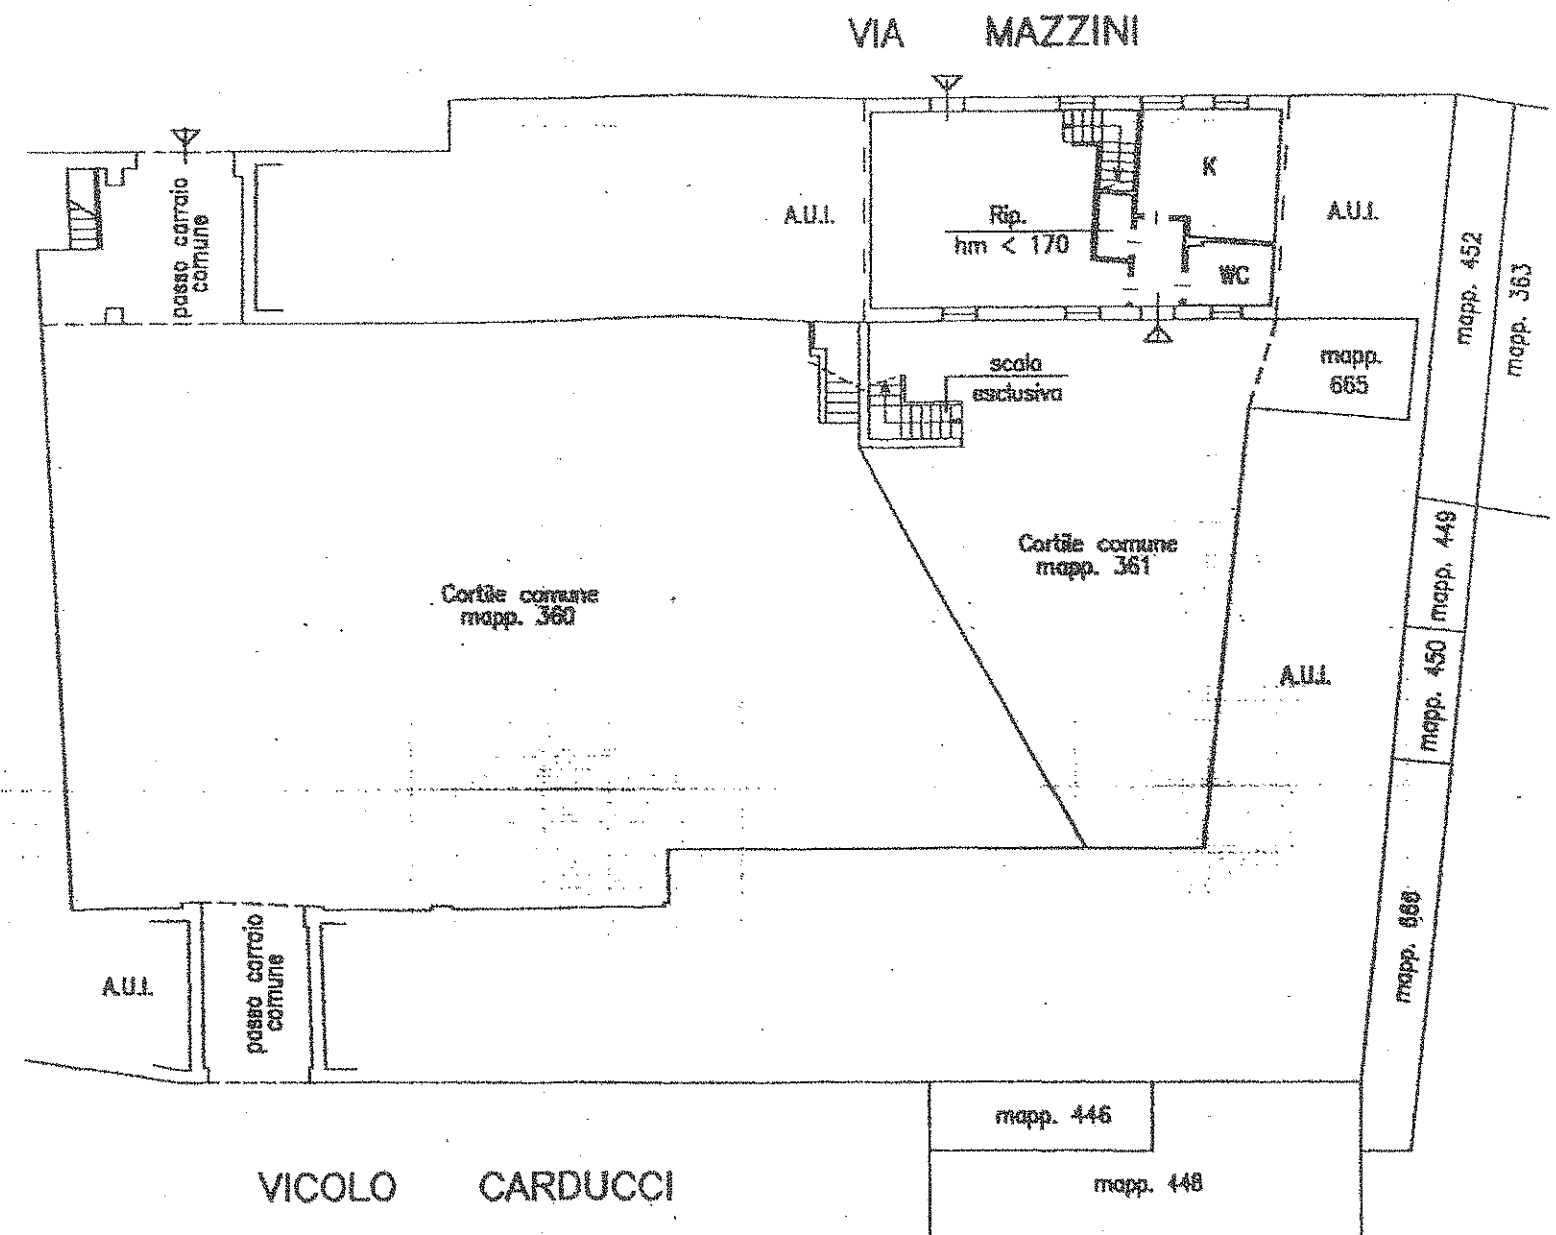 VIA MAZZINI
passo carraio
comune
A.U.I.
Rip.
hm < 170
K
WC
A.U.I.
mapp. 452
mapp. 363
scala
esclusiva
mapp.
665
Cortile comune
mapp. 361
mapp. 449
Cortile comune
mapp. 360
A.U.I.
mapp. 450
mapp. 666
A.U.I.
passo carraio
comune
mapp. 446
VICOLO CARDUCCI
mapp. 448